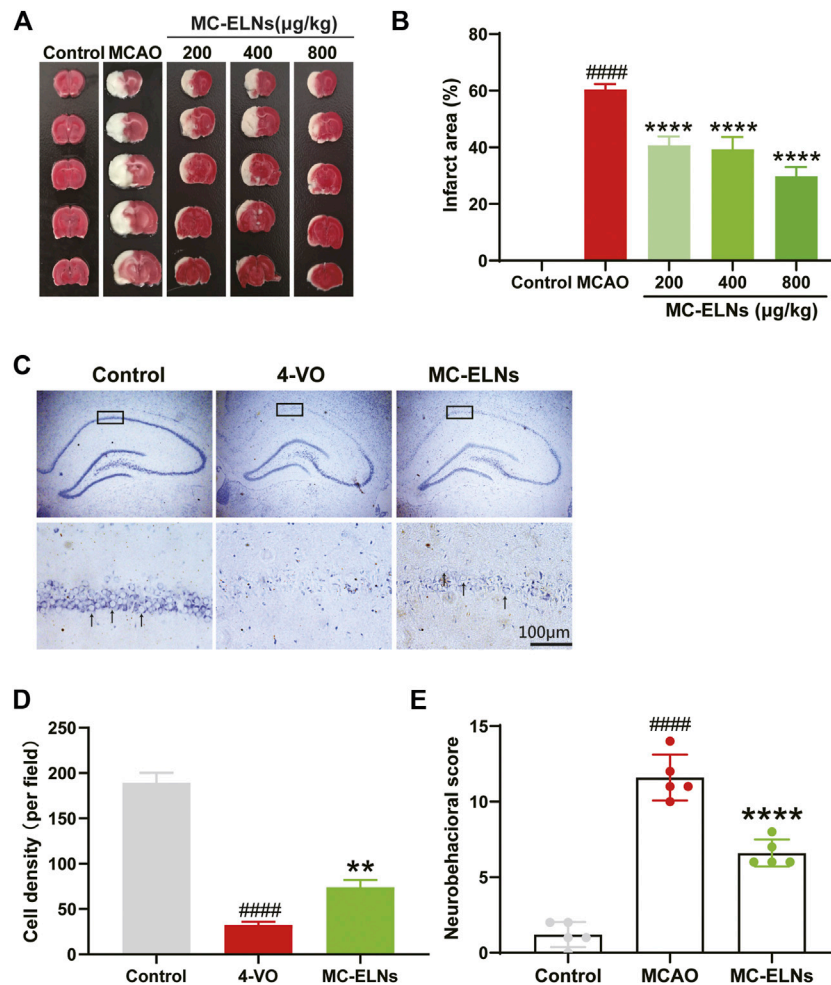 A
MC-ELNs(μg/kg)
Control MCAO 200 400 800
B
Infarct area (%)
80
60
40
20
0
####
****
****
****
Control MCAO 200 400 800
MC-ELNs (μg/kg)
C
Control 4-VO MC-ELNs
100μm
D
Cell density (per field)
250
200
150
100
50
0
####
**
Control 4-VO MC-ELNs
E
Neurobehacioral score
15
10
5
0
####
****
Control MCAO MC-ELNs